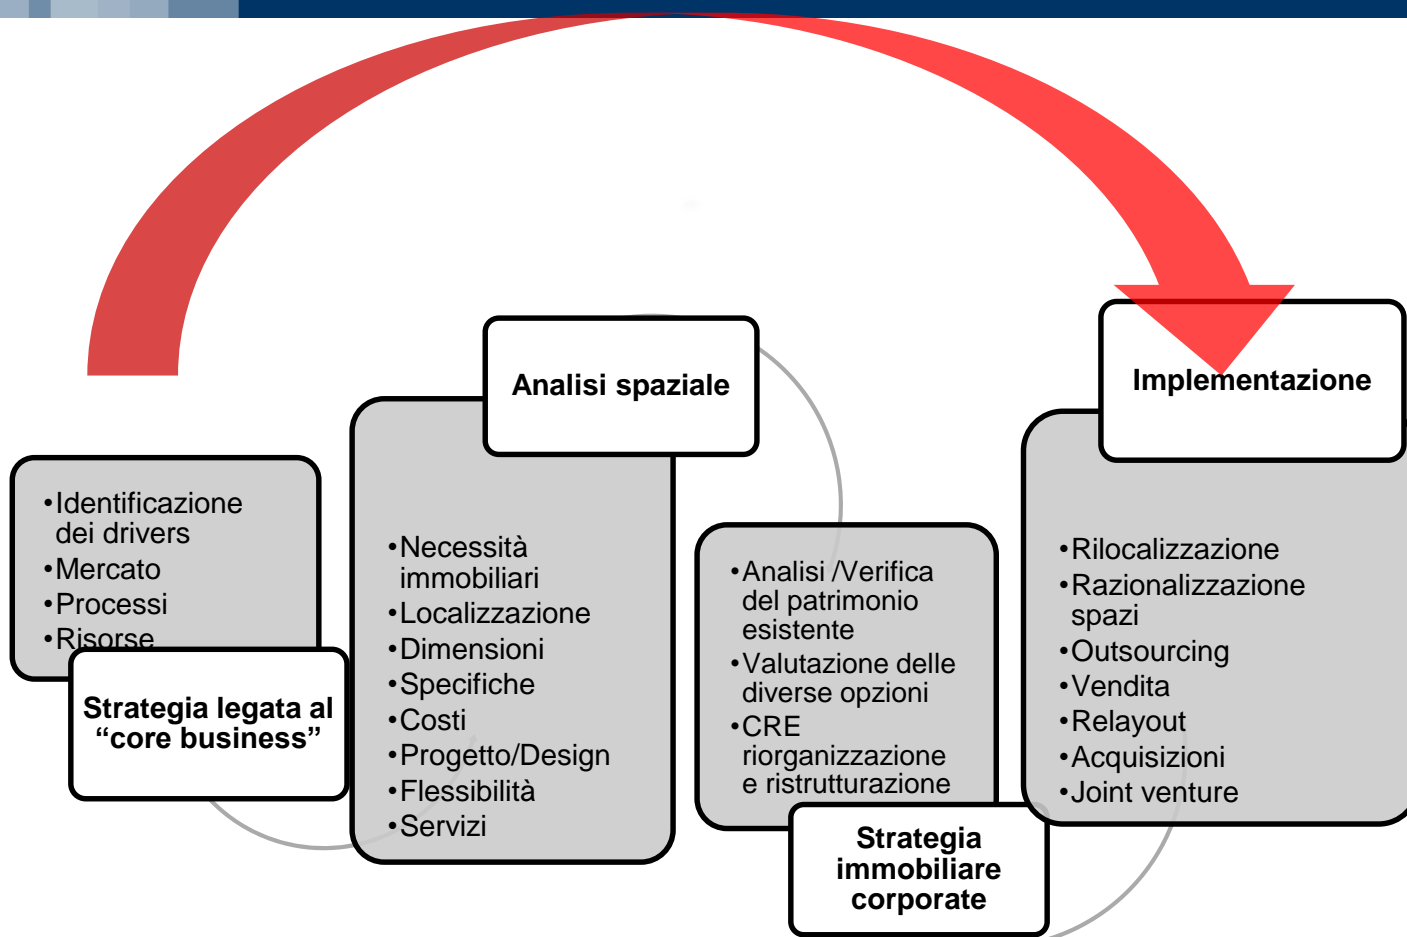 •Identificazione
dei drivers
•Mercato
•Processi
•Risorse
Strategia legata al
“core business”
Analisi spaziale
•Necessità
immobiliari
•Localizzazione
•Dimensioni
•Specifiche
•Costi
•Progetto/Design
•Flessibilità
•Servizi
•Analisi /Verifica
del patrimonio
esistente
•Valutazione delle
diverse opzioni
•CRE
riorganizzazione
e ristrutturazione
Strategia
immobiliare
corporate
Implementazione
•Rilocalizzazione
•Razionalizzazione
spazi
•Outsourcing
•Vendita
•Relayout
•Acquisizioni
•Joint venture